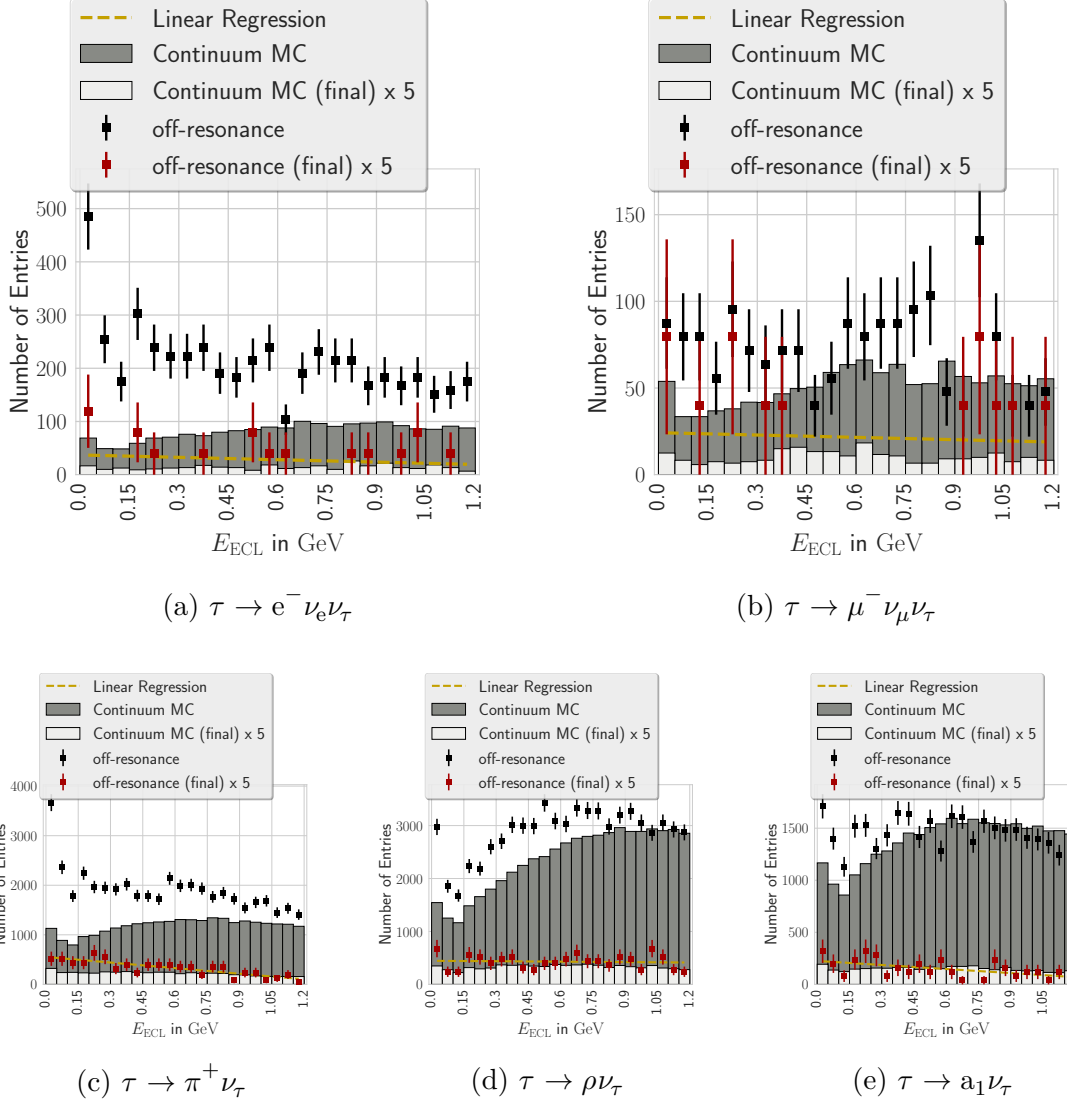 Linear Regression
Continuum MC
Continuum MC (final) x 5
off-resonance
off-resonance (final) x 5
Number of Entries
500
400
300
200
100
0
0.0
0.15
0.3
0.45
0.6
0.75
0.9
1.05
1.2
E_ECL in GeV
(a) τ → e⁻ν_eν_τ
Linear Regression
Continuum MC
Continuum MC (final) x 5
off-resonance
off-resonance (final) x 5
Number of Entries
150
100
50
0
0.0
0.15
0.3
0.45
0.6
0.75
0.9
1.05
1.2
E_ECL in GeV
(b) τ → μ⁻ν_μν_τ
Linear Regression
Continuum MC
Continuum MC (final) x 5
off-resonance
off-resonance (final) x 5
Number of Entries
4000
3000
2000
1000
0
0.0
0.15
0.3
0.45
0.6
0.75
0.9
1.05
1.2
E_ECL in GeV
(c) τ → π⁺ν_τ
Linear Regression
Continuum MC
Continuum MC (final) x 5
off-resonance
off-resonance (final) x 5
Number of Entries
3000
2000
1000
0
0.0
0.15
0.3
0.45
0.6
0.75
0.9
1.05
1.2
E_ECL in GeV
(d) τ → ρν_τ
Linear Regression
Continuum MC
Continuum MC (final) x 5
off-resonance
off-resonance (final) x 5
Number of Entries
1500
1000
500
0
0.0
0.15
0.3
0.45
0.6
0.75
0.9
1.05
E_ECL in GeV
(e) τ → a₁ν_τ